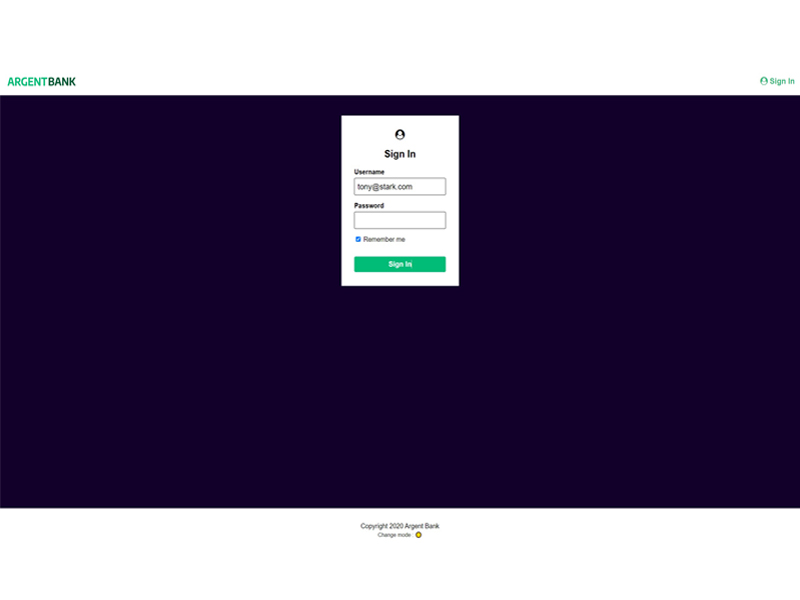 ARGENTBANK
Sign In
Sign In
Username
tony@stark.com
Password
Remember me
Sign In
Copyright 2020 Argent Bank
Change mode